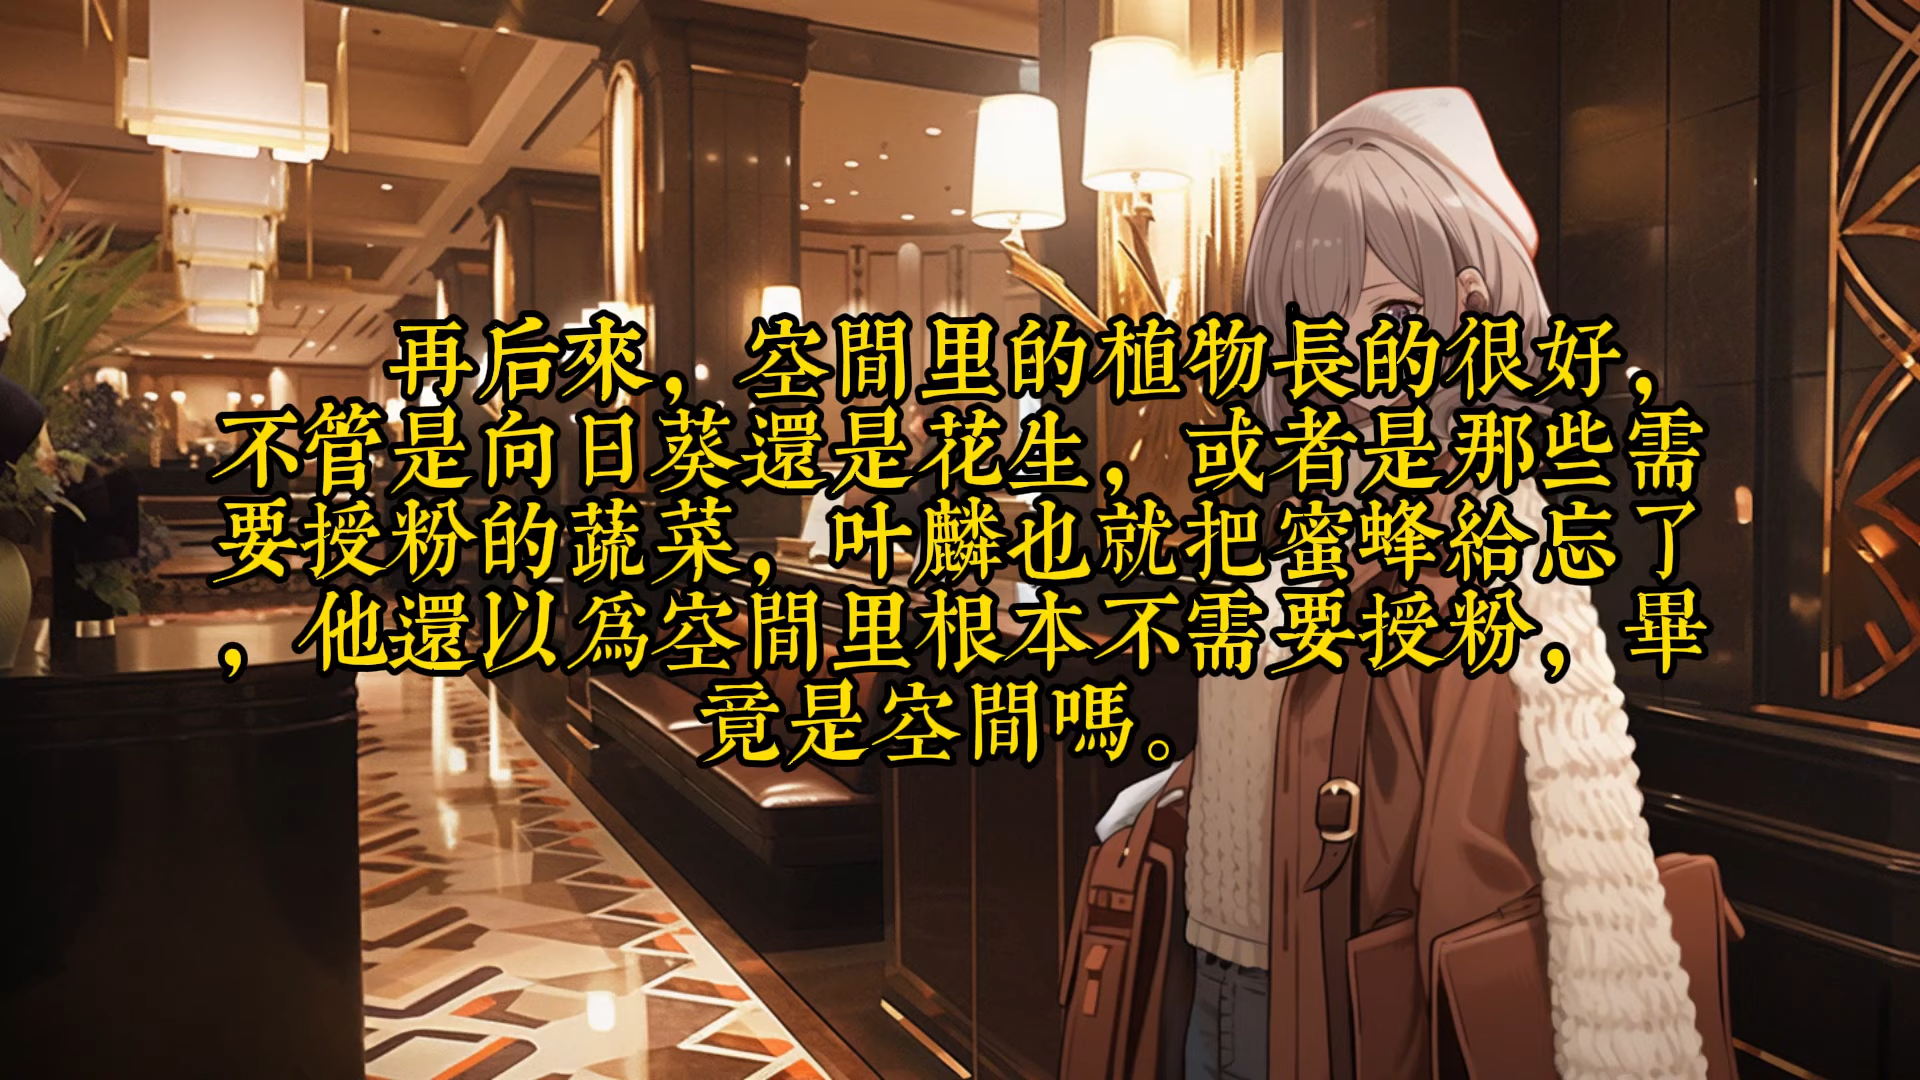 再后來，空間里的植物長的很好，
不管是向日葵還是花生，或者是那些需
要授粉的蔬菜，叶麟也就把蜜蜂給忘了
，他還以爲空間里根本不需要授粉，畢
竟是空間嗎。